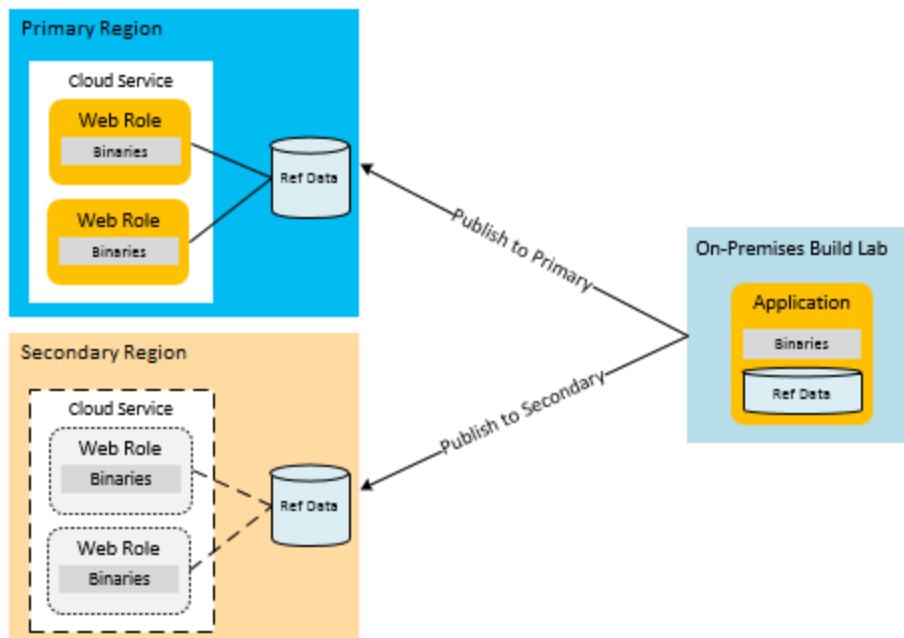 Primary Region
Cloud Service
Web Role
Binaries
Web Role
Binaries
Ref Data
Publish to Primary
On-Premises Build Lab
Application
Binaries
Ref Data
Secondary Region
Cloud Service
Web Role
Binaries
Web Role
Binaries
Ref Data
Publish to Secondary